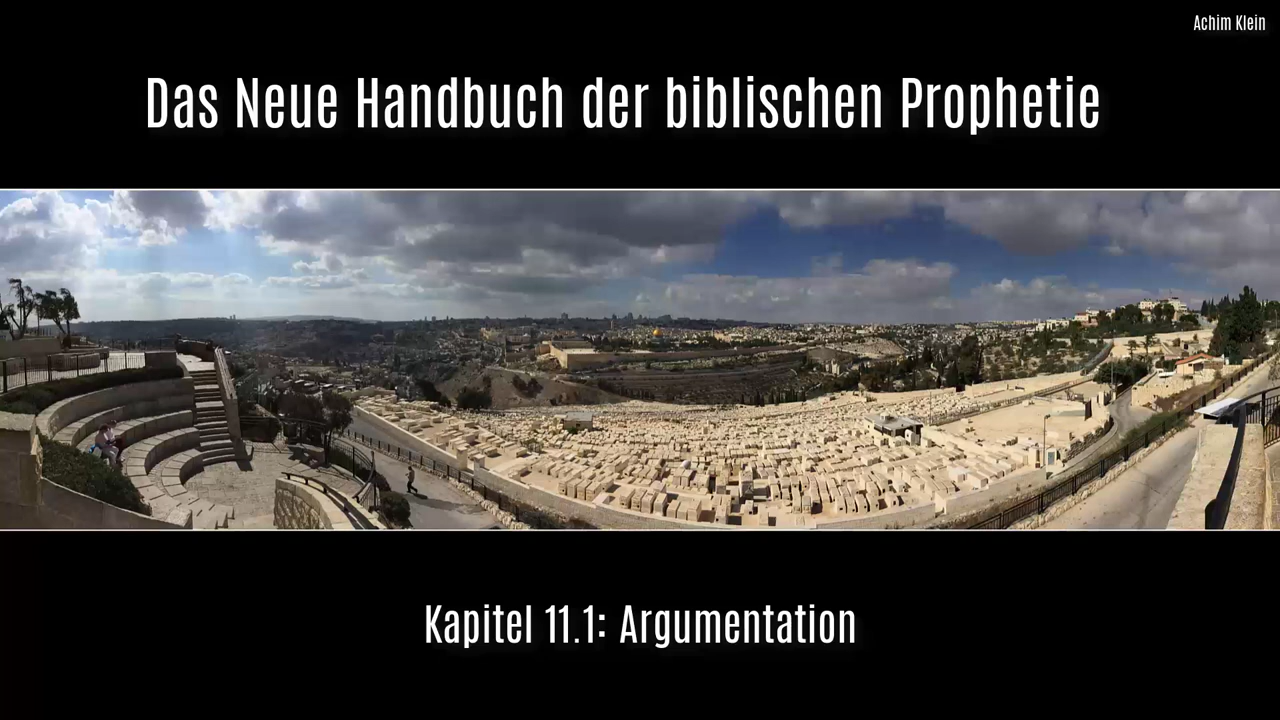 Achim Klein
Das Neue Handbuch der biblischen Prophetie
Kapitel 11.1: Argumentation